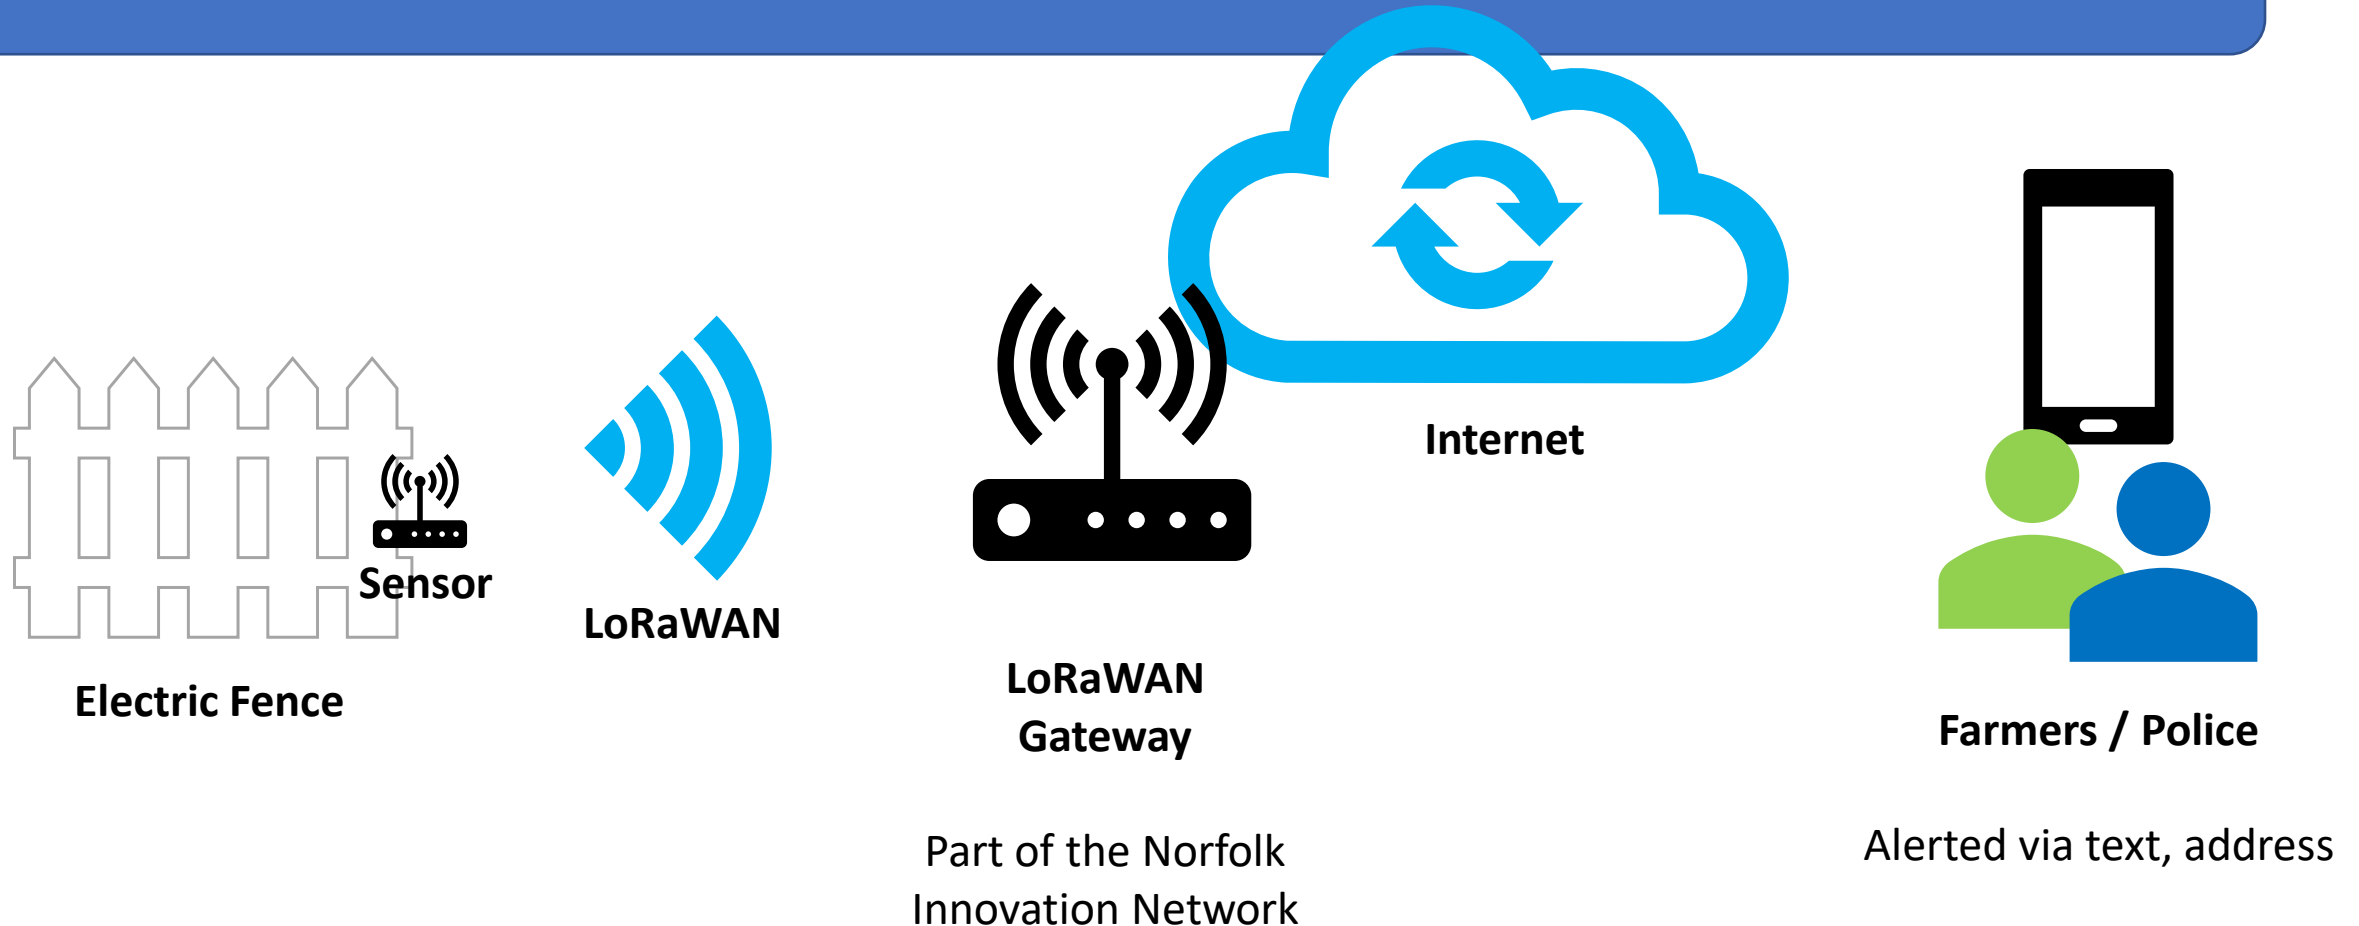 Sensor
Electric Fence
LoRaWAN
LoRaWAN
Gateway
Part of the Norfolk
Innovation Network
Internet
Farmers / Police
Alerted via text, address